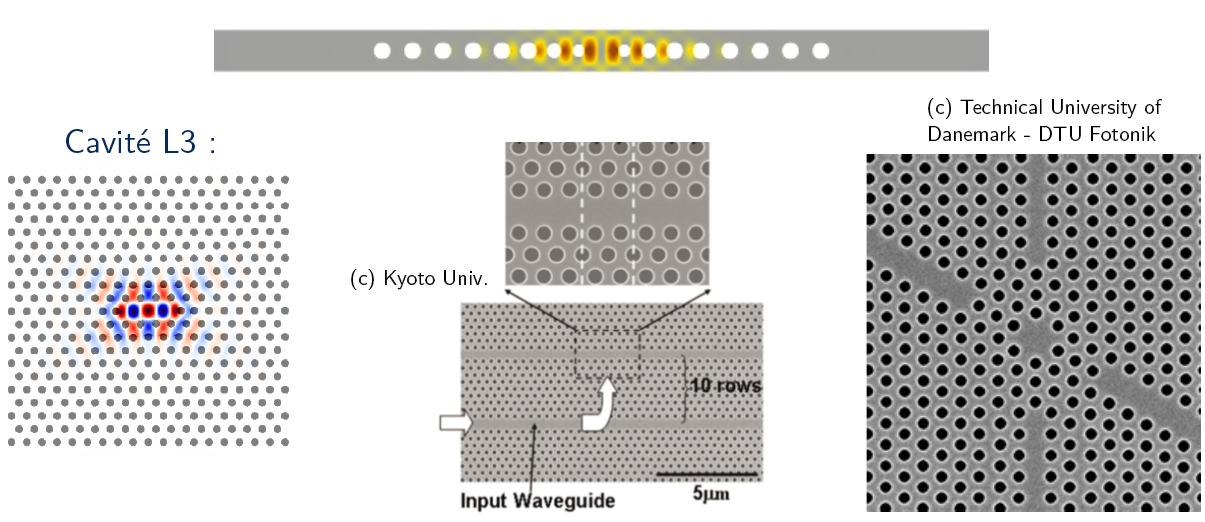 (c) Technical University of
Danemark - DTU Fotonik
Cavité L3 :
(c) Kyoto Univ.
10 rows
Input Waveguide
5μm